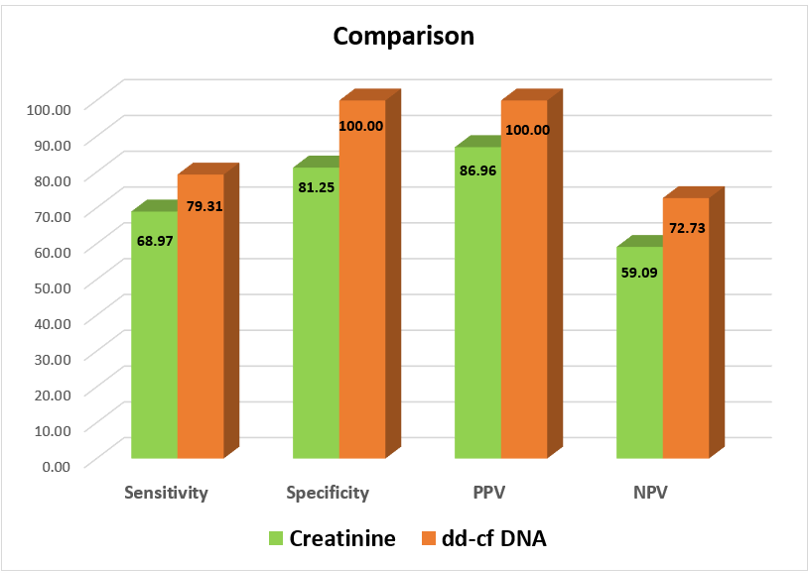 Comparison
100.00
90.00
80.00
70.00
60.00
50.00
40.00
30.00
20.00
10.00
0.00
68.97
79.31
81.25
100.00
86.96
100.00
59.09
72.73
Sensitivity
Specificity
PPV
NPV
Creatinine
dd-cf DNA